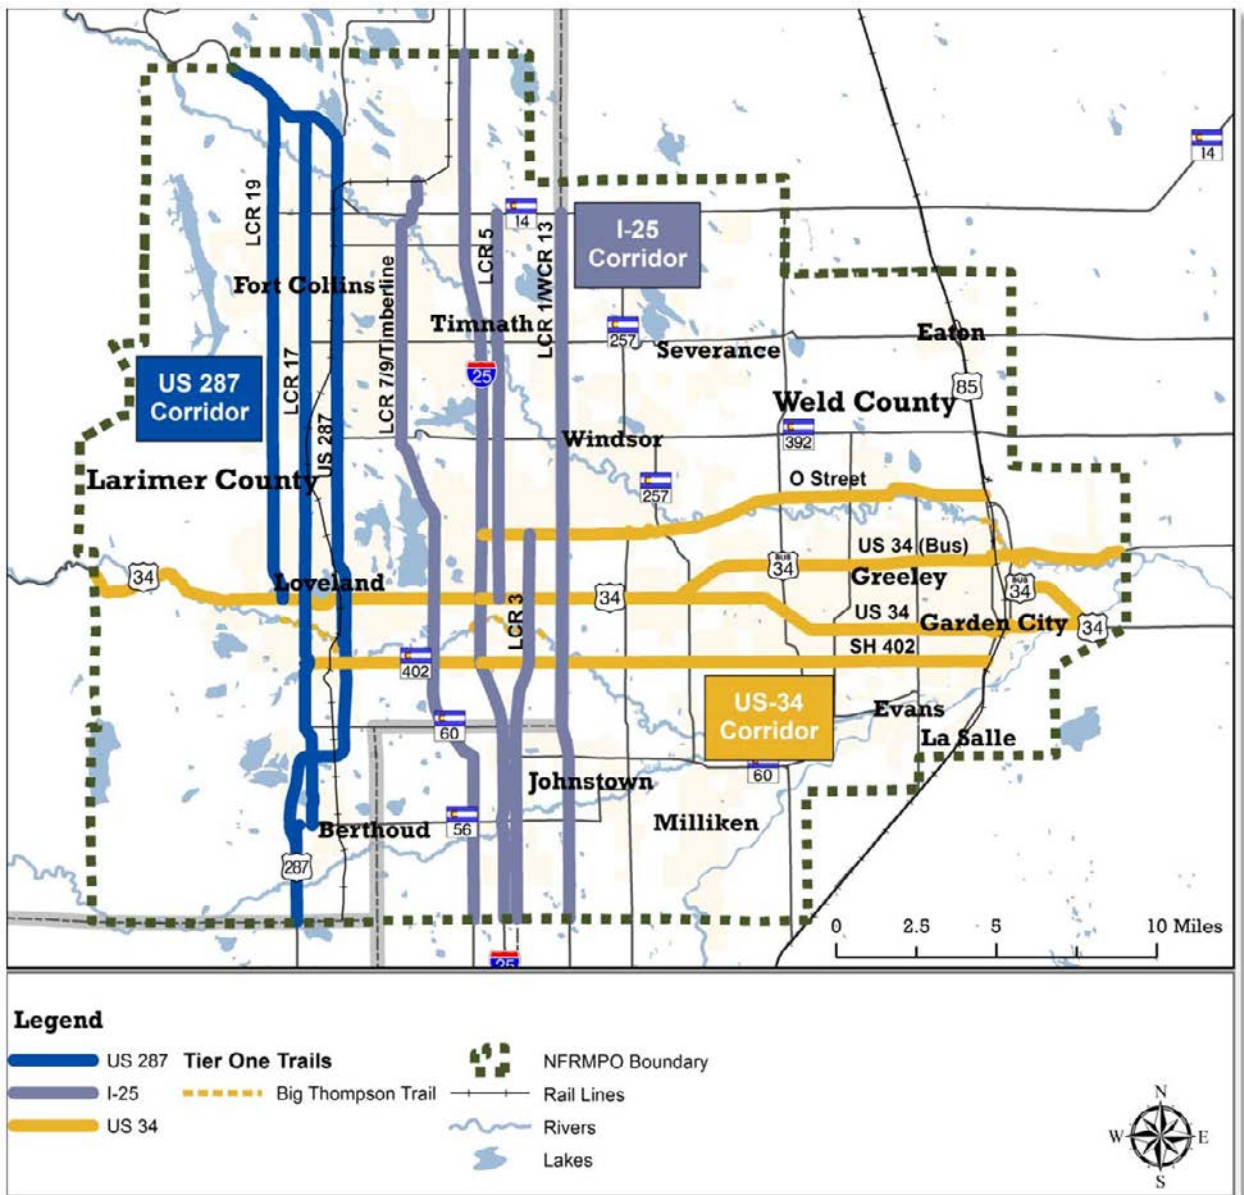 14
LCR 19
14
I-25
Corridor
LCR 5
LCR 1/WCR 13
Fort Collins
Timnath
257
Eaton
Severance
LCR 7/9/Timberline
25
85
US 287
Corridor
LCR 17
Weld County
392
US 287
Windsor
Larimer County
257
O Street
US 34 (Bus)
BUS
34
34
Loveland
Greeley
BUS
34
34
LCR 3
US 34
Garden City
34
SH 402
402
US-34
Corridor
60
Evans
La Salle
60
Johnstown
56
Berthoud
Milliken
287
0 2.5 5 10 Miles
25
Legend
US 287 Tier One Trails NFRMPO Boundary
I-25 Big Thompson Trail Rail Lines
US 34 Rivers
Lakes
N
W E
S